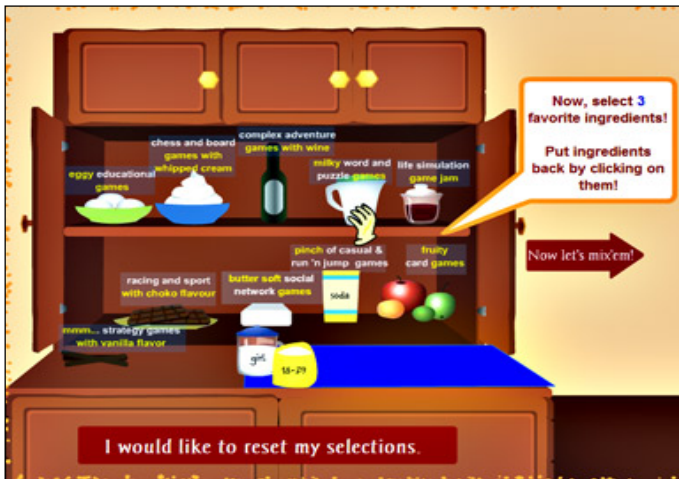 complex adventure
games with wine
chess and board
games with
whipped cream
milky word and
puzzle games
life simulation
game jam
eggy educational
games
Now, select 3
favorite ingredients!
Put ingredients
back by clicking on
them!
Now let's mix'em!
pinch of casual &
run 'n jump games
fruity
card games
racing and sport
with choko flavour
butter soft social
network games
soda
mmm... strategy games
with vanilla flavor
girl
18-29
I would like to reset my selections.